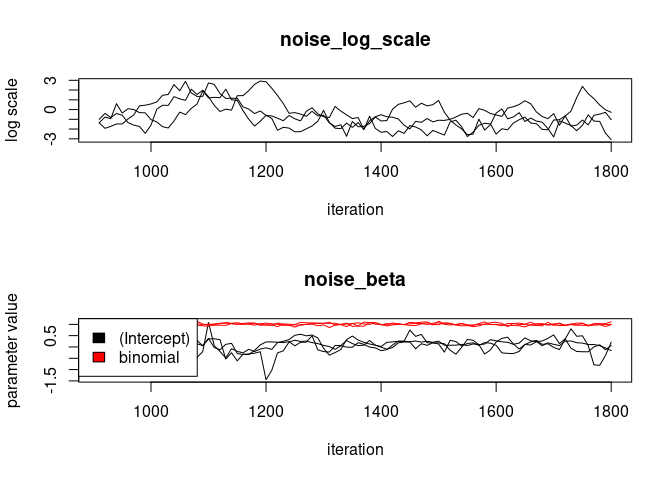 noise_log_scale
log scale
3
0
-3
1000 1200 1400 1600 1800
iteration
noise_beta
parameter value
0.5
-1.5
(Intercept)
binomial
1000 1200 1400 1600 1800
iteration